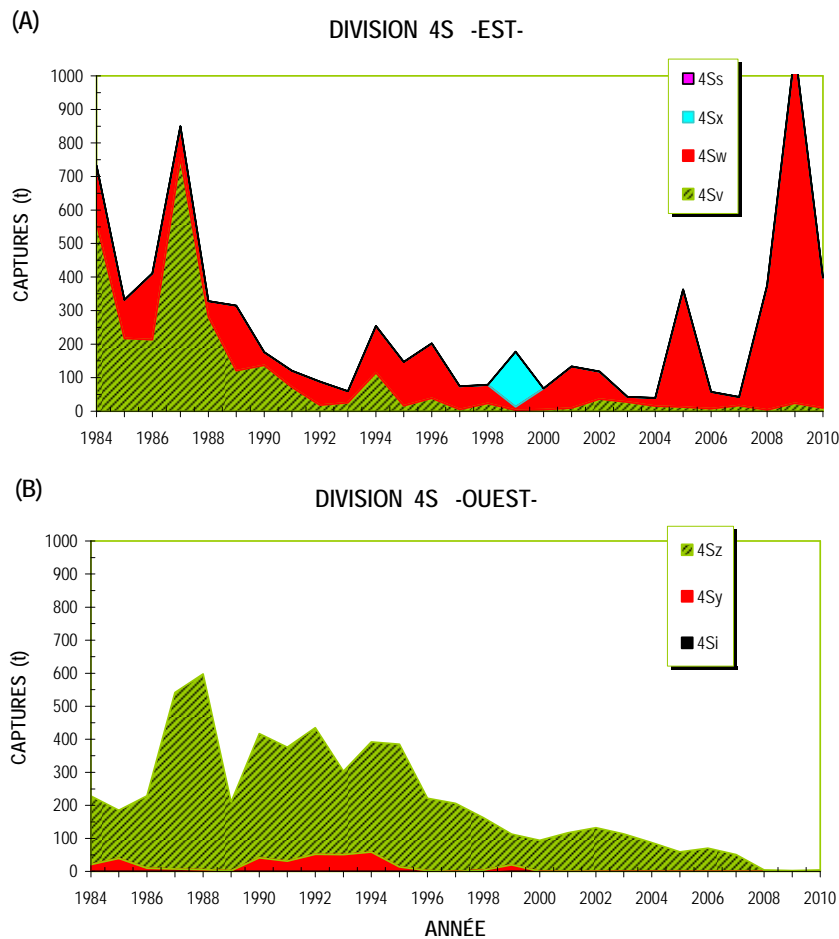 (A)
DIVISION 4S -EST-
4Ss
4Sx
4Sw
4Sv
CAPTURES (t)
1000
900
800
700
600
500
400
300
200
100
0
1984 1986 1988 1990 1992 1994 1996 1998 2000 2002 2004 2006 2008 2010
(B)
DIVISION 4S -OUEST-
4Sz
4Sy
4Si
CAPTURES (t)
1000
900
800
700
600
500
400
300
200
100
0
1984 1986 1988 1990 1992 1994 1996 1998 2000 2002 2004 2006 2008 2010
ANNÉE